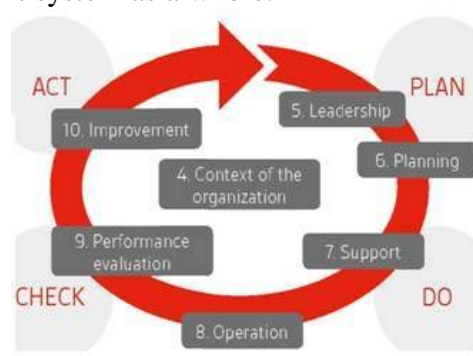 ACT
PLAN
5. Leadership
10. Improvement
6. Planning
4. Context of the
organization
9. Performance
evaluation
7. Support
CHECK
DO
8. Operation